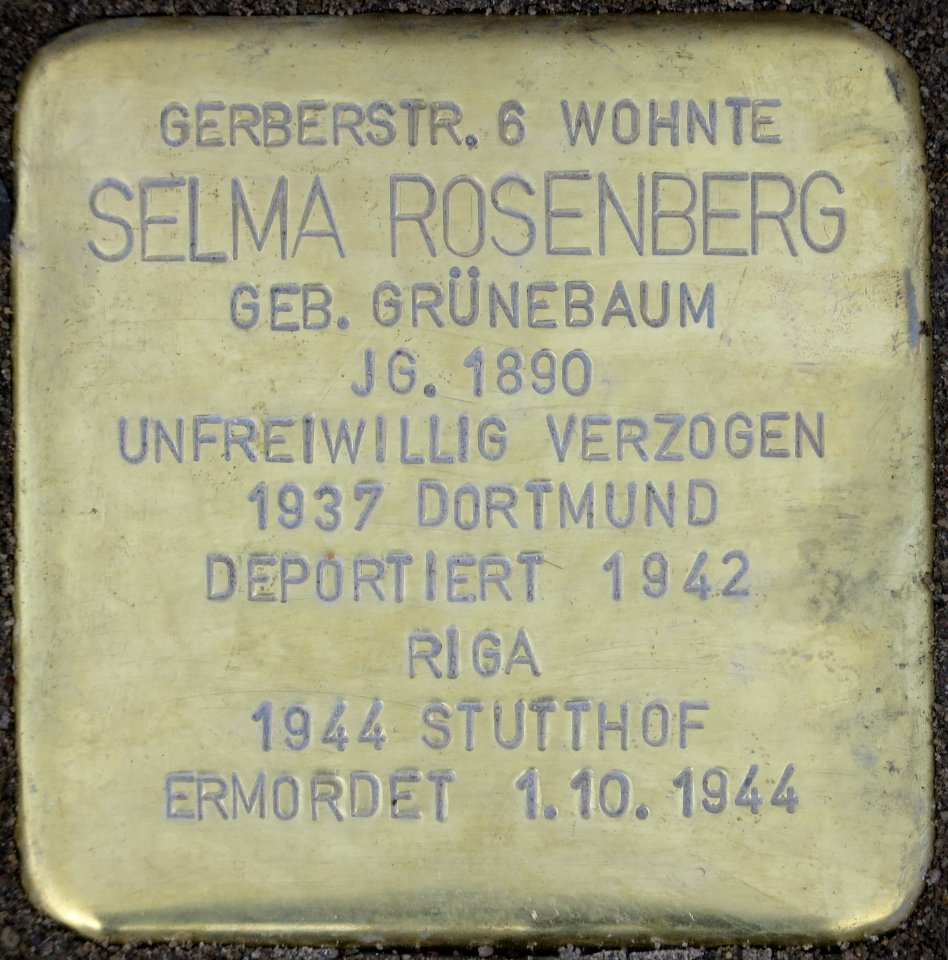 GERBERSTR. 6 WOHNTE
SELMA ROSENBERG
GEB. GRÜNEBAUM
JG. 1890
UNFREIWILLIG VERZOGEN
1937 DORTMUND
DEPORTIERT 1942
RIGA
1944 STUTTHOF
ERMORDET 1.10.1944